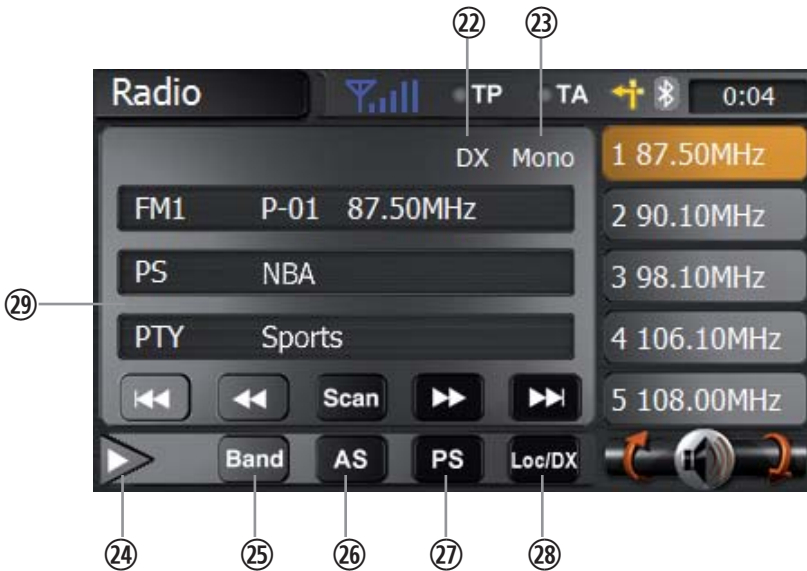 ㉒ ㉓
Radio TP TA 0:04
DX Mono
FM1 P-01 87.50MHz
PS NBA
PTY Sports
Scan
Band AS PS Loc/DX
1 87.50MHz
2 90.10MHz
3 98.10MHz
4 106.10MHz
5 108.00MHz
㉙
㉔ ㉕ ㉖ ㉗ ㉘